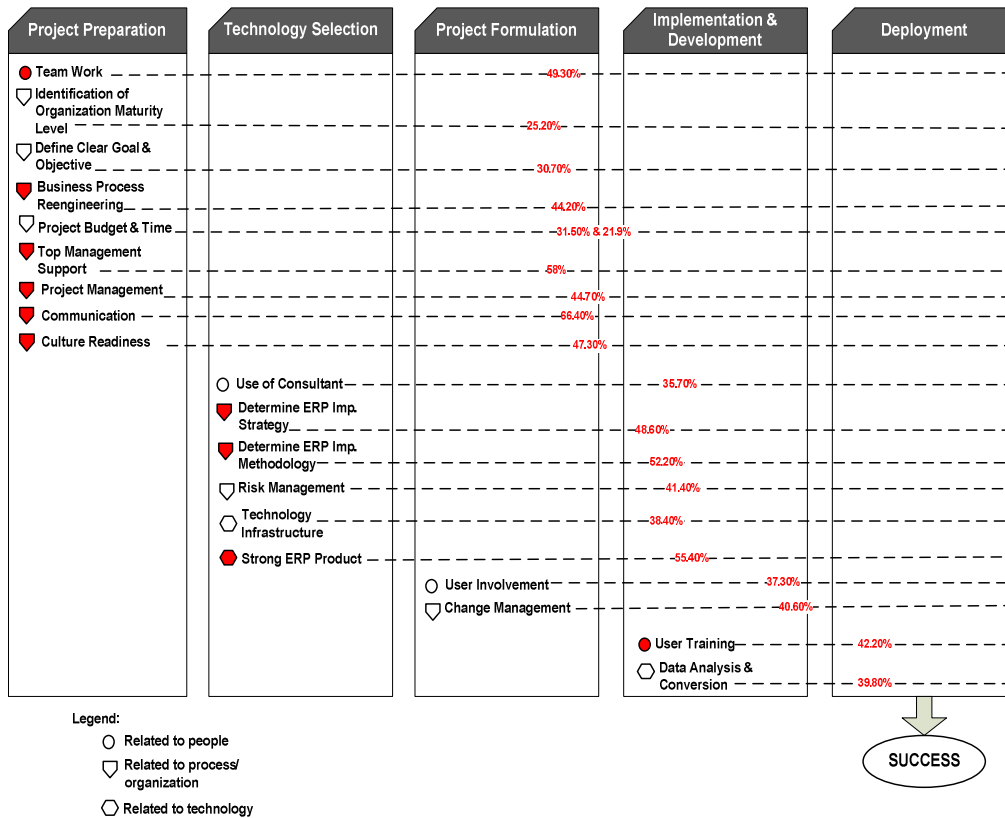 Project Preparation
Technology Selection
Project Formulation
Implementation &
Development
Deployment
Team Work
49.30%
Identification of
Organization Maturity
Level
25.20%
Define Clear Goal &
Objective
30.70%
Business Process
Reengineering
44.20%
Project Budget & Time
31.50% & 21.9%
Top Management
Support
58%
Project Management
44.70%
Communication
66.40%
Culture Readiness
47.30%
Use of Consultant
35.70%
Determine ERP Imp.
Strategy
48.60%
Determine ERP Imp.
Methodology
52.20%
Risk Management
41.40%
Technology
Infrastructure
38.40%
Strong ERP Product
55.40%
User Involvement
37.30%
Change Management
40.60%
User Training
42.20%
Data Analysis &
Conversion
39.80%
Legend:
Related to people
Related to process/
organization
Related to technology
SUCCESS